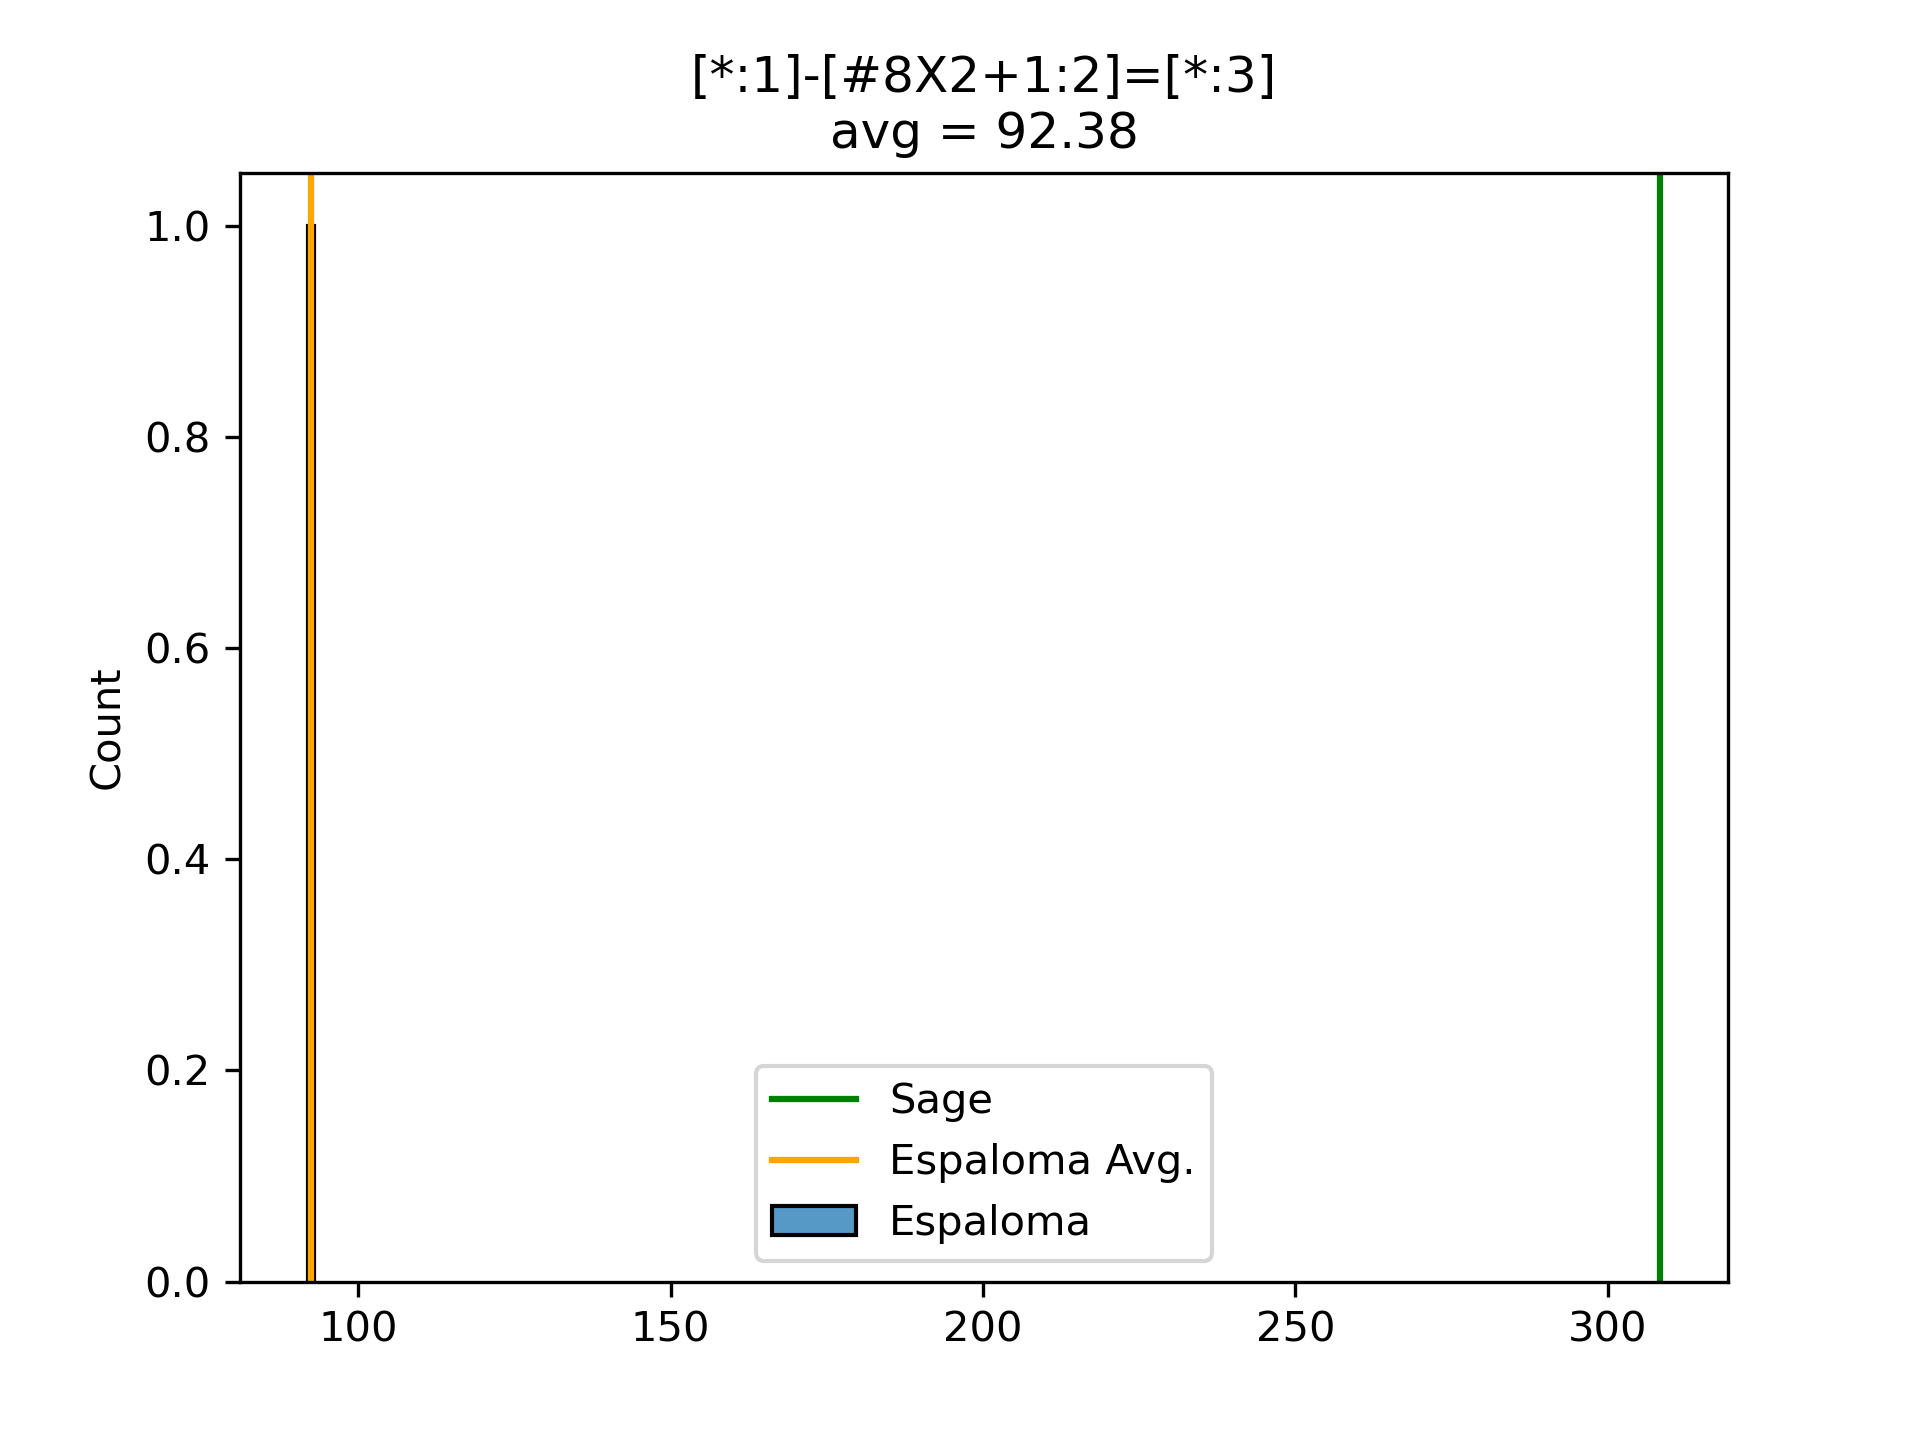 [*:1]-[#8X2+1:2]=[*:3]
avg = 92.38
1.0
0.8
0.6
0.4
0.2
0.0
Count
100 150 200 250 300
Sage
Espaloma Avg.
Espaloma